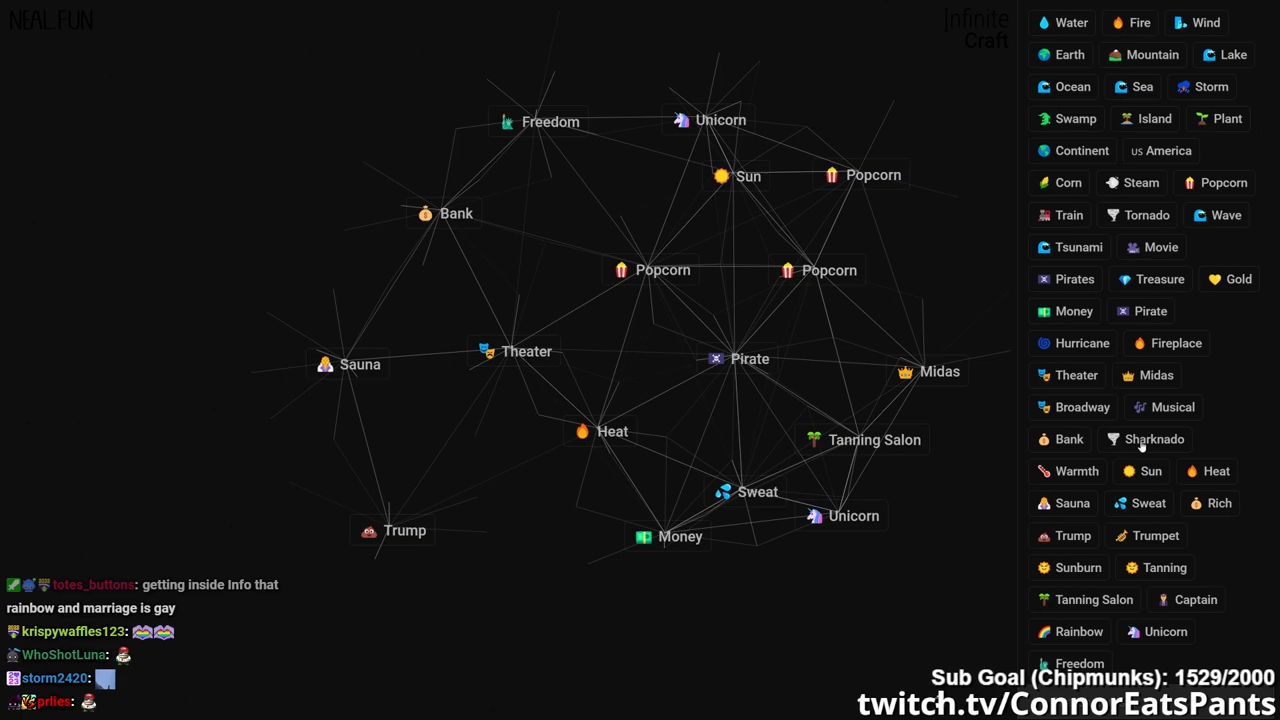 NEAL.FUN
Infinite
Craft
Freedom
Unicorn
Sun
Popcorn
Bank
Popcorn
Popcorn
Sauna
Theater
Pirate
Midas
Heat
Tanning Salon
Sweat
Unicorn
Trump
Money
Water Fire Wind
Earth Mountain Lake
Ocean Sea Storm
Swamp Island Plant
Continent US America
Corn Steam Popcorn
Train Tornado Wave
Tsunami Movie
Pirates Treasure Gold
Money Pirate
Hurricane Fireplace
Theater Midas
Broadway Musical
Bank Sharknado
Warmth Sun Heat
Sauna Sweat Rich
Trump Trumpet
Sunburn Tanning
Tanning Salon Captain
Rainbow Unicorn
Freedom
totes_buttons: getting inside Info that
rainbow and marriage is gay
krispywaffles123:
WhoShotLuna:
storm2420:
prlies:
Sub Goal (Chipmunks): 1529/2000
twitch.tv/ConnorEatsPants